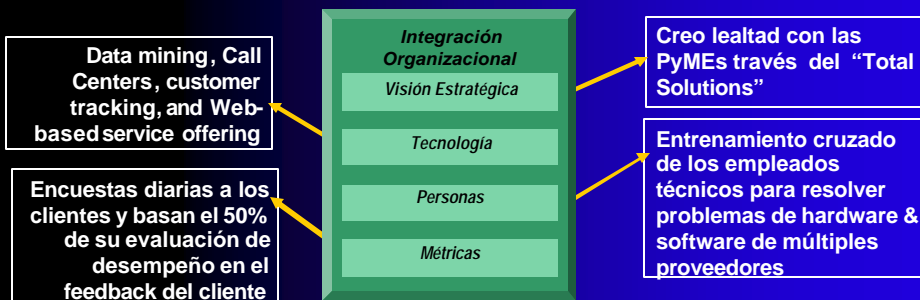 Data mining, Call
Centers, customer
tracking, and Web-
based service offering
Encuestas diarias a los
clientes y basan el 50%
de su evaluación de
desempeño en el
feedback del cliente
Integración
Organizacional
Visión Estratégica
Tecnología
Personas
Métricas
Creo lealtad con las
PyMEs través del “Total
Solutions”
Entrenamiento cruzado
de los empleados
técnicos para resolver
problemas de hardware &
software de múltiples
proveedores